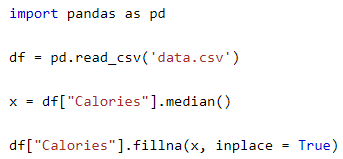 import pandas as pd
df = pd.read_csv('data.csv')
x = df["Calories"].median()
df["Calories"].fillna(x, inplace = True)